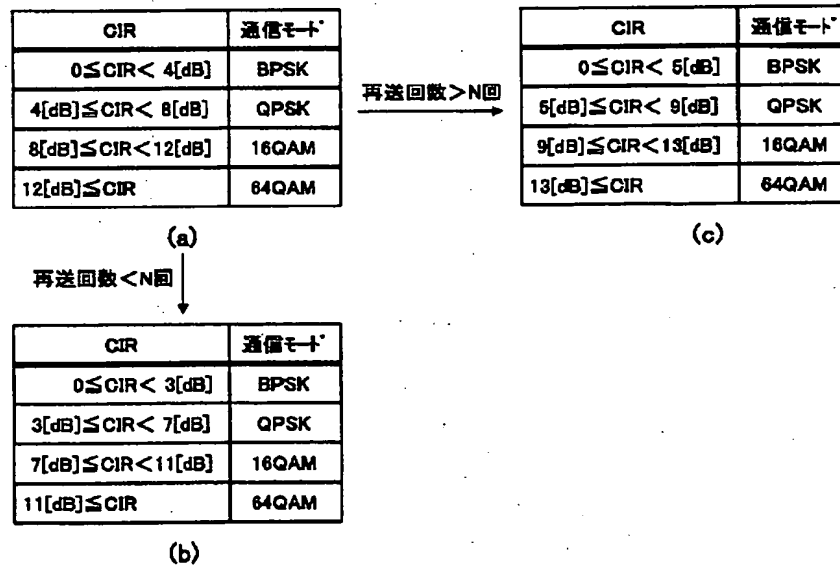 CIR 通信モード
0≦CIR< 4[dB] BPSK
4[dB]≦CIR< 8[dB] QPSK
8[dB]≦CIR<12[dB] 16QAM
12[dB]≦CIR 64QAM
(a)
再送回数>N回
CIR 通信モード
0≦CIR< 5[dB] BPSK
5[dB]≦CIR< 9[dB] QPSK
9[dB]≦CIR<13[dB] 16QAM
13[dB]≦CIR 64QAM
(c)
再送回数<N回
CIR 通信モード
0≦CIR< 3[dB] BPSK
3[dB]≦CIR< 7[dB] QPSK
7[dB]≦CIR<11[dB] 16QAM
11[dB]≦CIR 64QAM
(b)